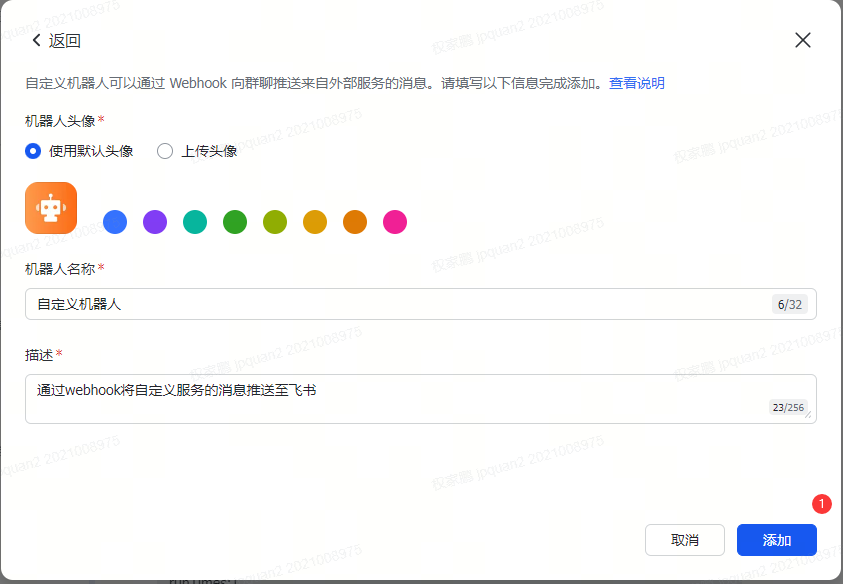 返回
自定义机器人可以通过 Webhook 向群聊推送来自外部服务的消息。请填写以下信息完成添加。查看说明
机器人头像*
使用默认头像 上传头像
机器人名称*
自定义机器人 6/32
描述*
通过webhook将自定义服务的消息推送至飞书
23/256
1
取消 添加
权家鹏 jpquan2 2021008975